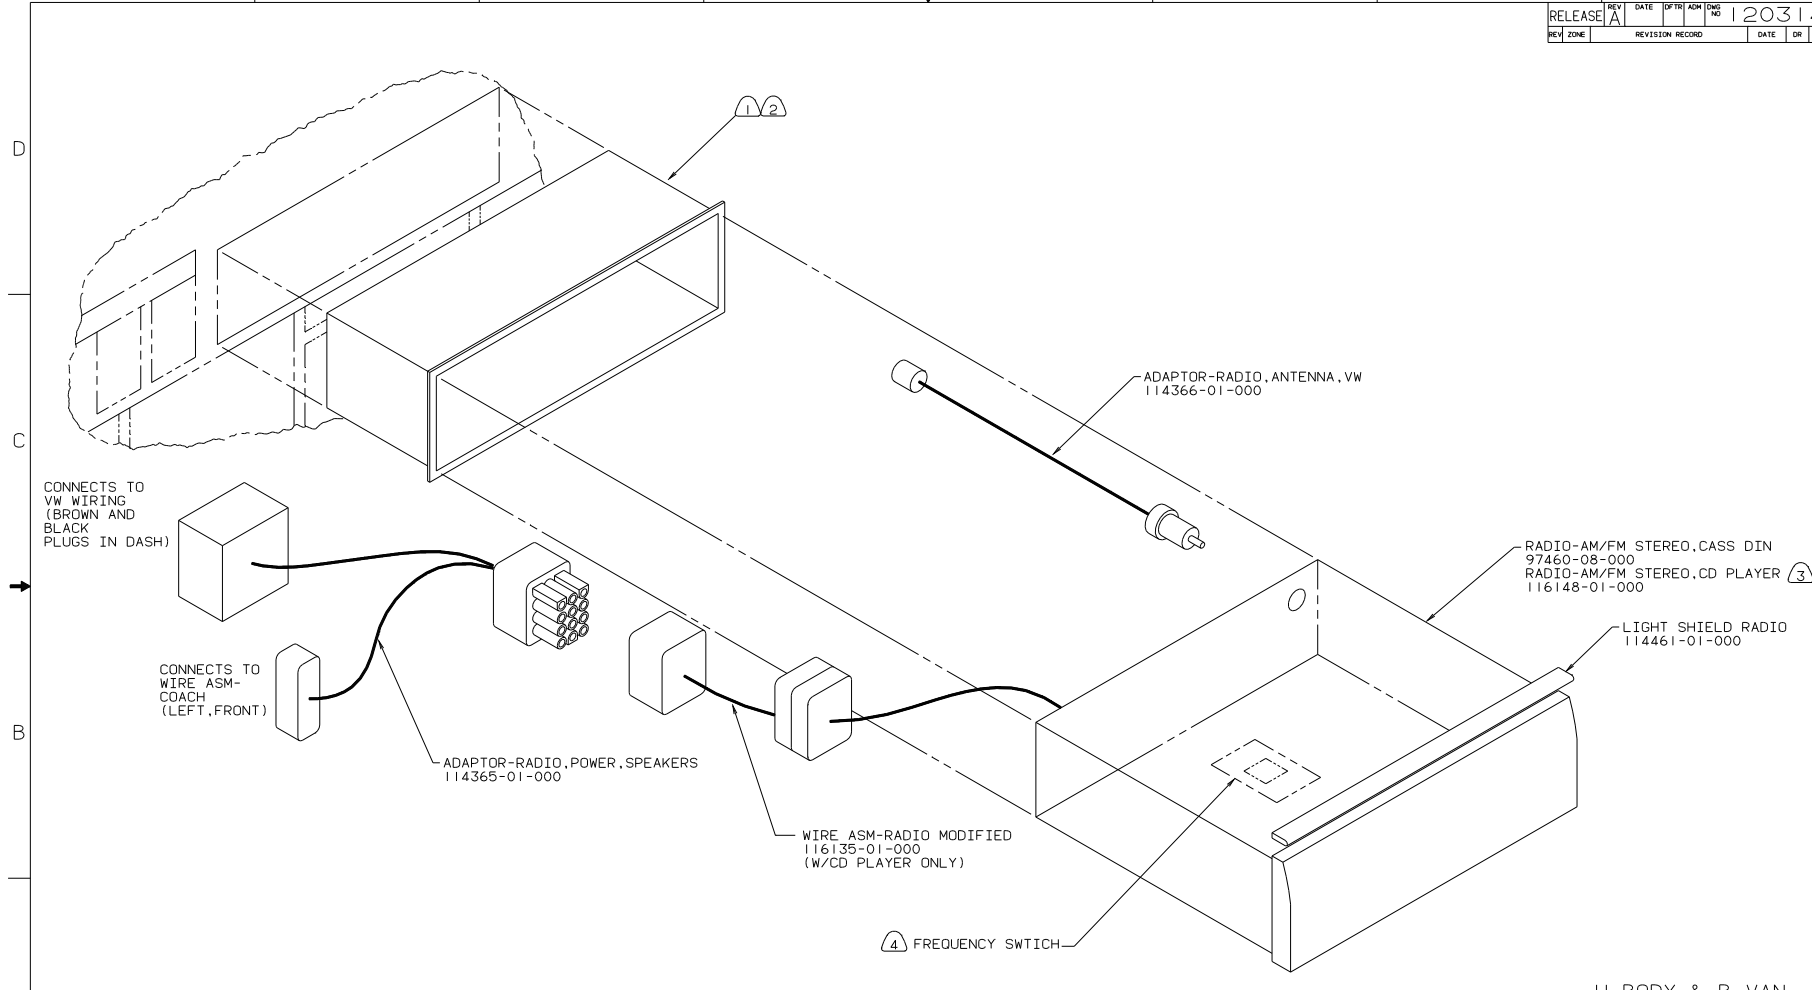 RELEASE REV A DATE DFTR ADM DWG NO
REV ZONE REVISION RECORD DATE DR
1 2
D
ADAPTOR-RADIO,ANTENNA,VW
114366-01-000
C
CONNECTS TO
VW WIRING
(BROWN AND
BLACK
PLUGS IN DASH)
RADIO-AM/FM STEREO,CASS DIN
97460-08-000
RADIO-AM/FM STEREO,CD PLAYER 3
116148-01-000
LIGHT SHIELD RADIO
114461-01-000
CONNECTS TO
WIRE ASM-
COACH
(LEFT,FRONT)
B
ADAPTOR-RADIO,POWER,SPEAKERS
114365-01-000
WIRE ASM-RADIO MODIFIED
116135-01-000
(W/CD PLAYER ONLY)
4 FREQUENCY SWTICH